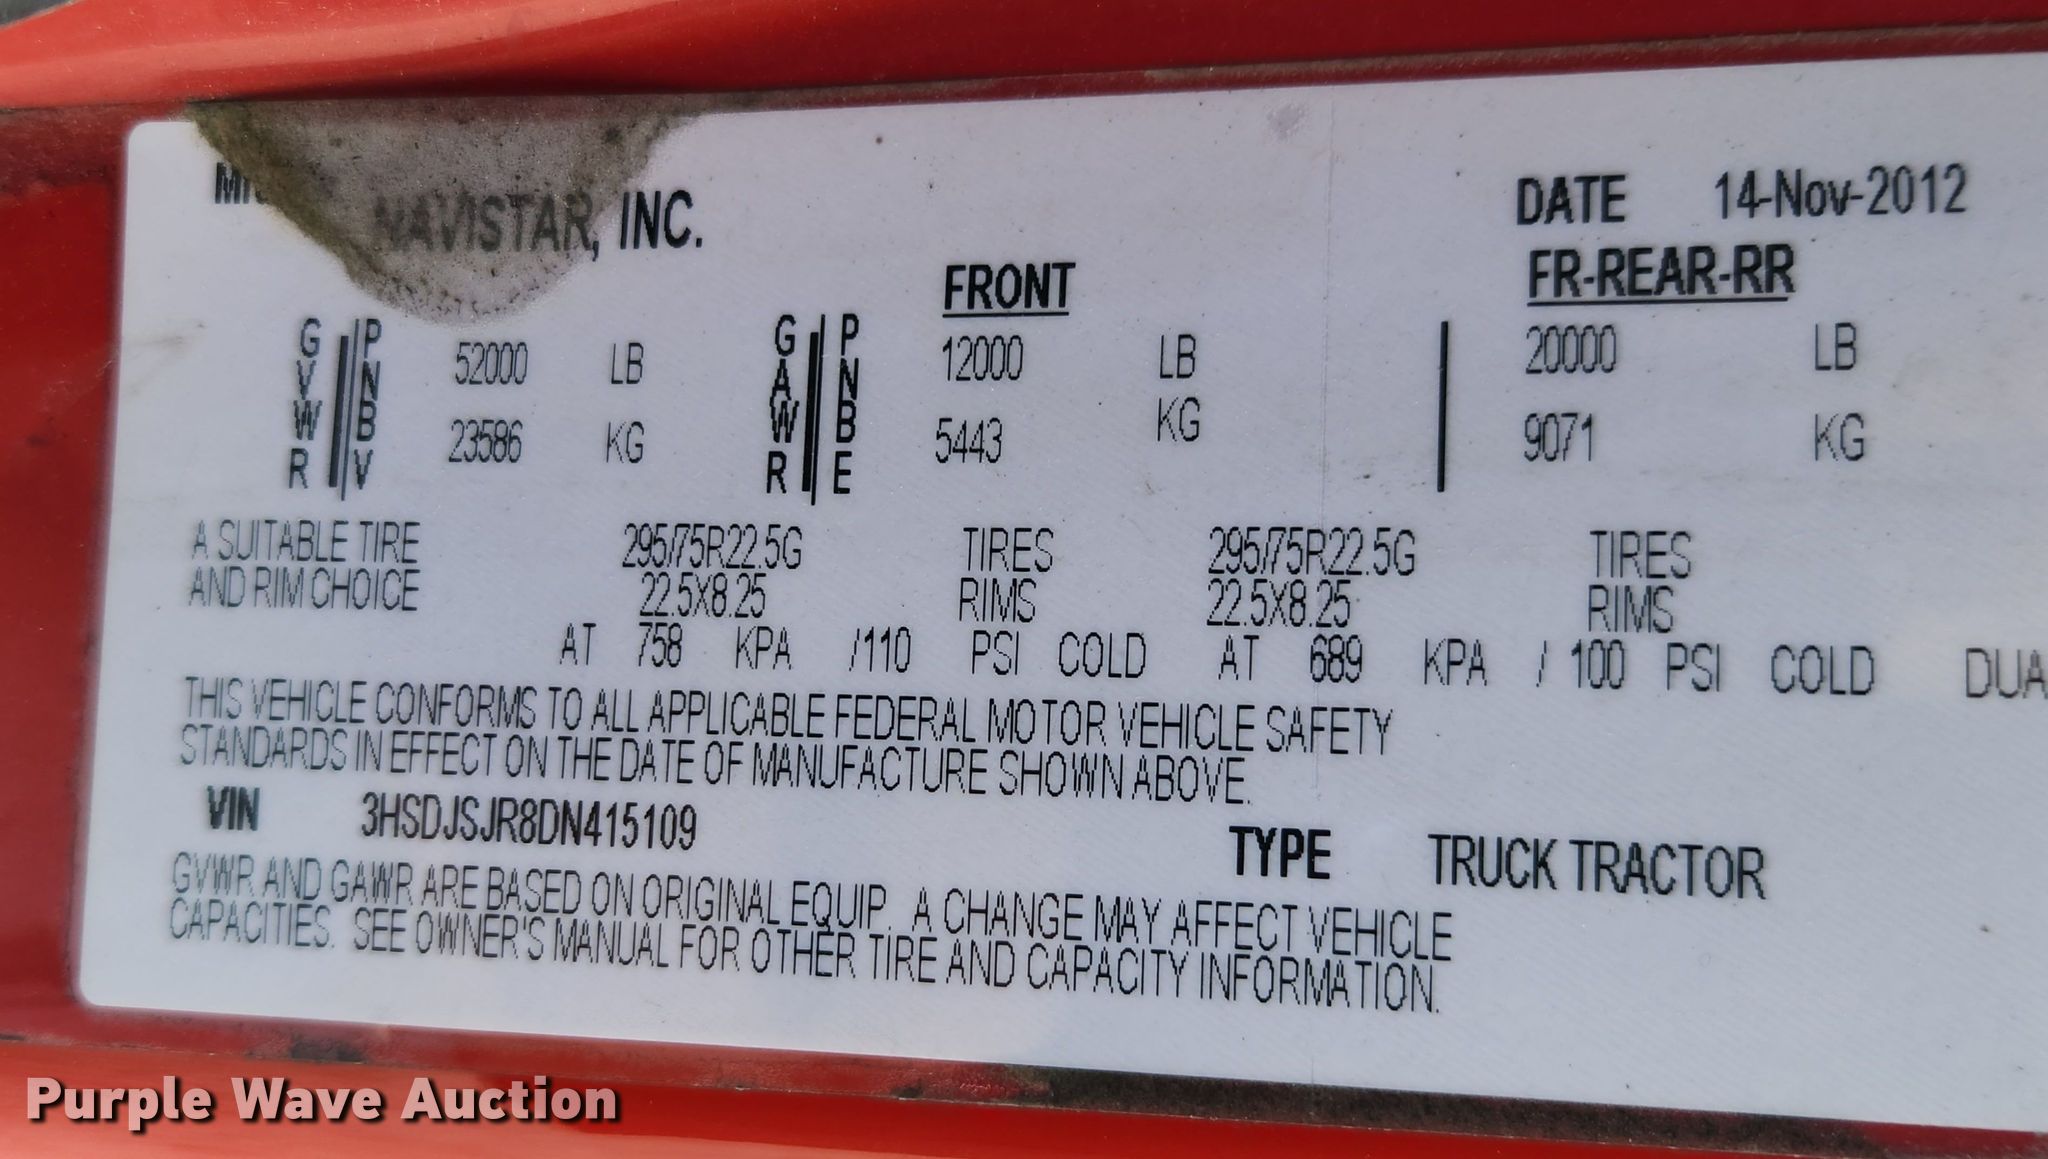 NAVISTAR, INC.
DATE 14-Nov-2012
FRONT FR-REAR-RR
GVWR PNBV 52000 LB GAWR PNBE 12000 LB 20000 LB
23586 KG 5443 KG 9071 KG
A SUITABLE TIRE 295/75R22.5G TIRES 295/75R22.5G TIRES
AND RIM CHOICE 22.5X8.25 RIMS 22.5X8.25 RIMS
AT 758 KPA /110 PSI COLD AT 689 KPA / 100 PSI COLD DUA
THIS VEHICLE CONFORMS TO ALL APPLICABLE FEDERAL MOTOR VEHICLE SAFETY
STANDARDS IN EFFECT ON THE DATE OF MANUFACTURE SHOWN ABOVE.
VIN 3HSDJSJR8DN415109 TYPE TRUCK TRACTOR
GVWR AND GAWR ARE BASED ON ORIGINAL EQUIP. A CHANGE MAY AFFECT VEHICLE
CAPACITIES. SEE OWNER'S MANUAL FOR OTHER TIRE AND CAPACITY INFORMATION.
Purple Wave Auction